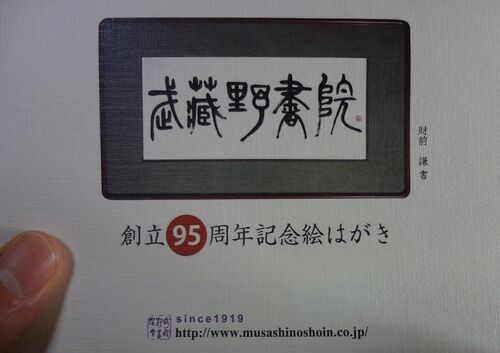 武藏野書院
財前 謙 書
創立95周年記念絵はがき
since1919
http://www.musashinoshoin.co.jp/